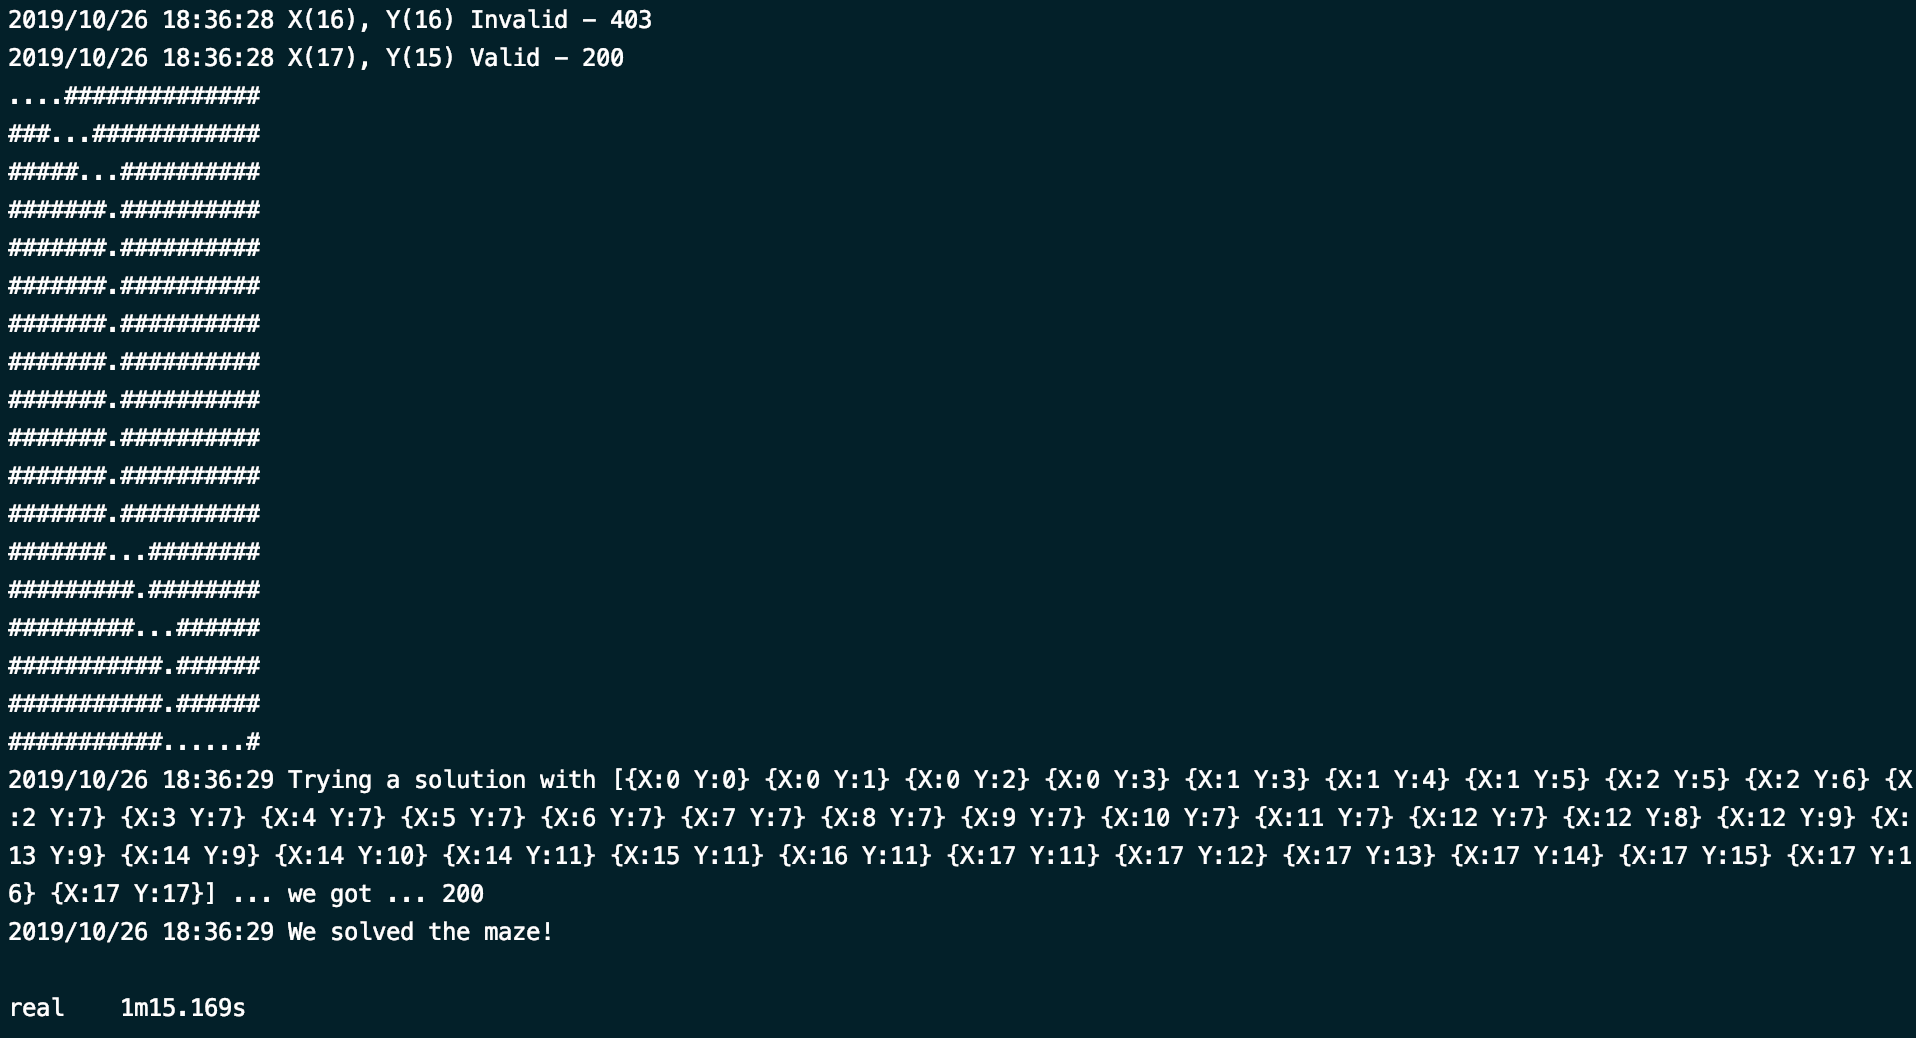 2019/10/26 18:36:28 X(16), Y(16) Invalid – 403
2019/10/26 18:36:28 X(17), Y(15) Valid – 200
....##############
###...############
#####...##########
#######.##########
#######.##########
#######.##########
#######.##########
#######.##########
#######.##########
#######.##########
#######.##########
#######.##########
#######...########
#########.########
#########...######
###########.######
###########.######
###########......#
2019/10/26 18:36:29 Trying a solution with [{X:0 Y:0} {X:0 Y:1} {X:0 Y:2} {X:0 Y:3} {X:1 Y:3} {X:1 Y:4} {X:1 Y:5} {X:2 Y:5} {X:2 Y:6} {X
:2 Y:7} {X:3 Y:7} {X:4 Y:7} {X:5 Y:7} {X:6 Y:7} {X:7 Y:7} {X:8 Y:7} {X:9 Y:7} {X:10 Y:7} {X:11 Y:7} {X:12 Y:7} {X:12 Y:8} {X:12 Y:9} {X:
13 Y:9} {X:14 Y:9} {X:14 Y:10} {X:14 Y:11} {X:15 Y:11} {X:16 Y:11} {X:17 Y:11} {X:17 Y:12} {X:17 Y:13} {X:17 Y:14} {X:17 Y:15} {X:17 Y:1
6} {X:17 Y:17}] ... we got ... 200
2019/10/26 18:36:29 We solved the maze!
real    1m15.169s